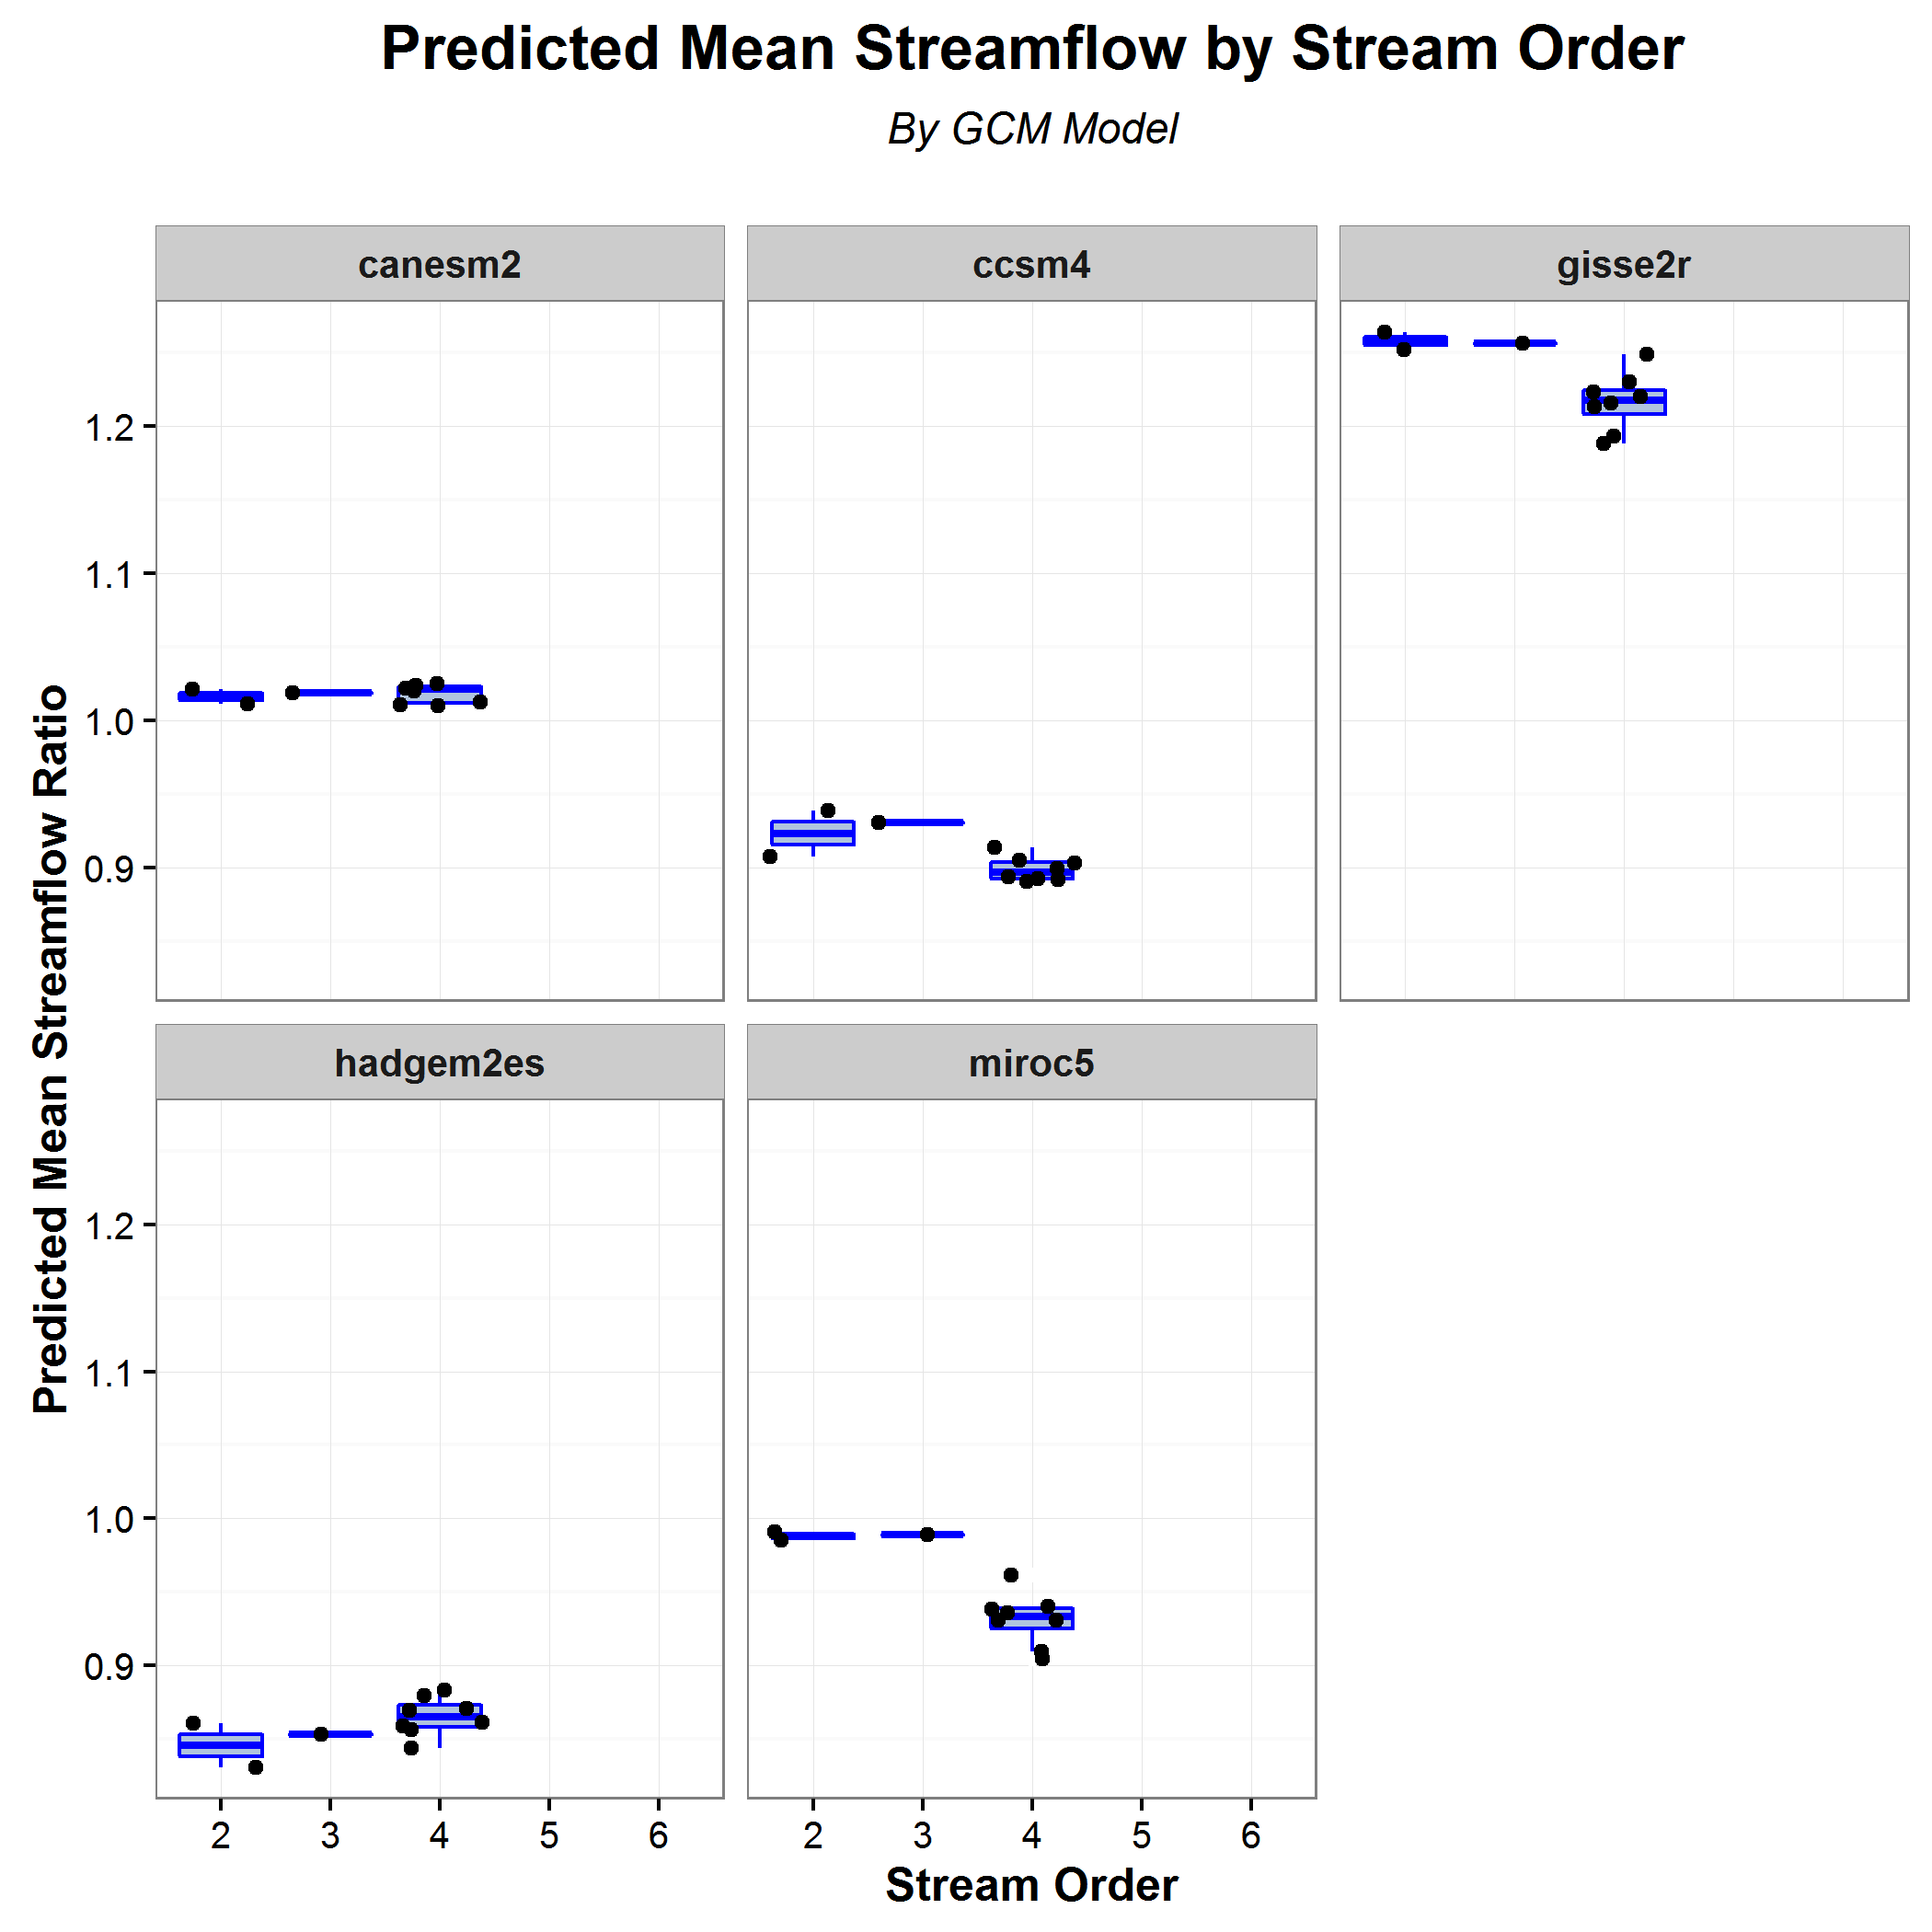 Predicted Mean Streamflow by Stream Order
By GCM Model
canesm2
ccsm4
gisse2r
1.2
1.1
1.0
0.9
Predicted Mean Streamflow Ratio
hadgem2es
miroc5
1.2
1.1
1.0
0.9
2 3 4 5 6
2 3 4 5 6
Stream Order